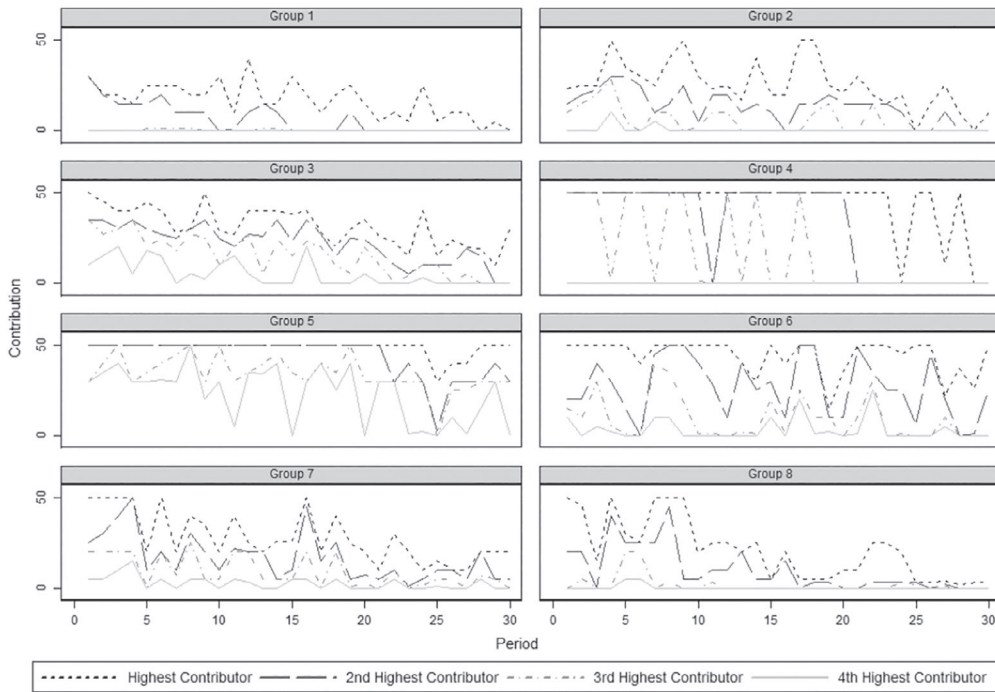 Group 1
Group 2
50
0
Group 3
Group 4
50
0
Group 5
Group 6
50
0
Group 7
Group 8
50
0
0 5 10 15 20 25 30 0 5 10 15 20 25 30
Contribution
Period
Highest Contributor 2nd Highest Contributor 3rd Highest Contributor 4th Highest Contributor